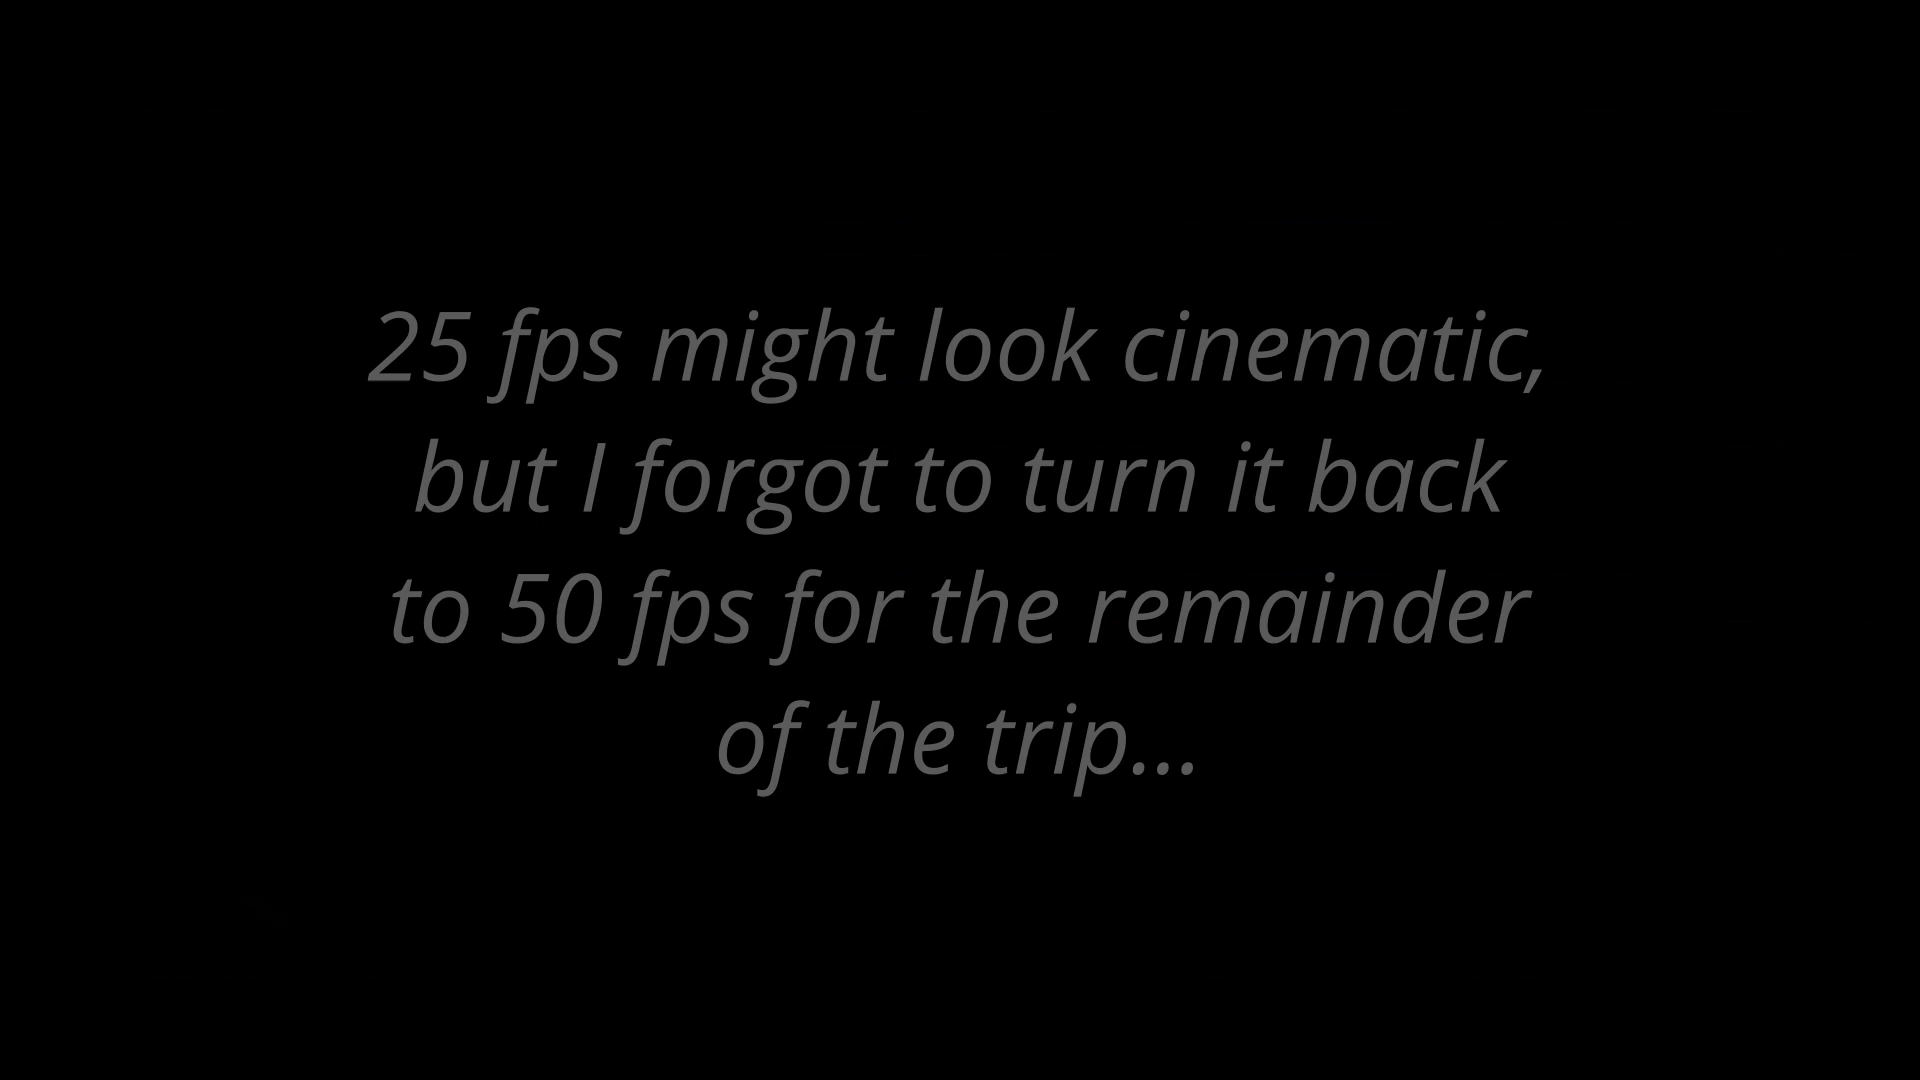 25 fps might look cinematic,
but I forgot to turn it back
to 50 fps for the remainder
of the trip...